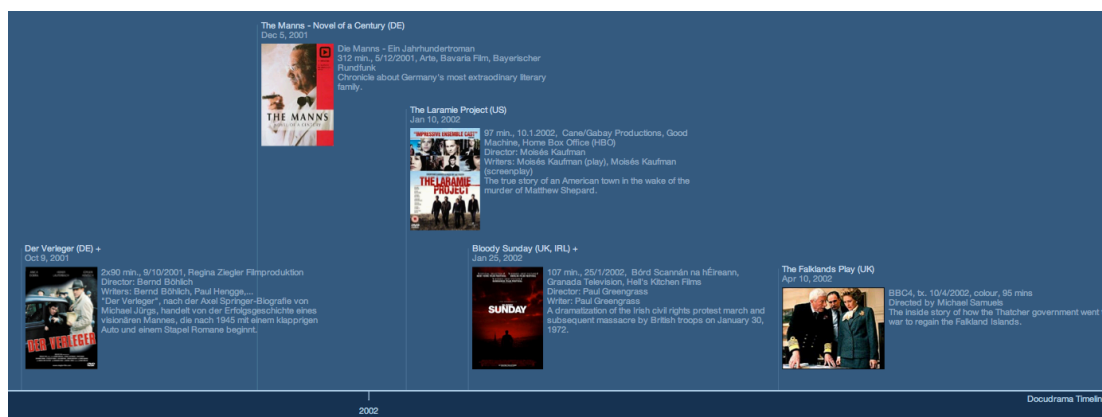 The Manns - Novel of a Century (DE)
Dec 5, 2001
Die Manns - Ein Jahrhundertroman
312 min., 5/12/2001, Arte, Bavaria Film, Bayerischer
Rundfunk
Chronicle about Germany's most extraodinary literary
family.
THE MANNS
The Laramie Project (US)
Jan 10, 2002
"IMPRESSIVE ENSEMBLE CAST"
THE LARAMIE
PROJECT
97 min., 10.1.2002, Cane/Gabay Productions, Good
Machine, Home Box Office (HBO)
Director: Moisés Kaufman
Writers: Moisés Kaufman (play), Moisés Kaufman
(screenplay)
The true story of an American town in the wake of the
murder of Matthew Shepard.
Der Verleger (DE) +
Oct 9, 2001
DER VERLEGER
2x90 min., 9/10/2001, Regina Ziegler Filmproduktion
Director: Bernd Böhlich
Writers: Bernd Böhlich, Paul Hengge,...
"Der Verleger", nach der Axel Springer-Biografie von
Michael Jürgs, handelt von der Erfolgsgeschichte eines
visionären Mannes, die nach 1945 mit einem klapprigen
Auto und einem Stapel Romane beginnt.
Bloody Sunday (UK, IRL) +
Jan 25, 2002
SUNDAY
107 min., 25/1/2002, Bórd Scannán na hÉireann,
Granada Television, Hell's Kitchen Films
Director: Paul Greengrass
Writer: Paul Greengrass
A dramatization of the Irish civil rights protest march and
subsequent massacre by British troops on January 30,
1972.
The Falklands Play (UK)
Apr 10, 2002
BBC4, tx. 10/4/2002, colour, 95 mins
Directed by Michael Samuels
The inside story of how the Thatcher government went
war to regain the Falkland Islands.
2002
Docudrama Timelin